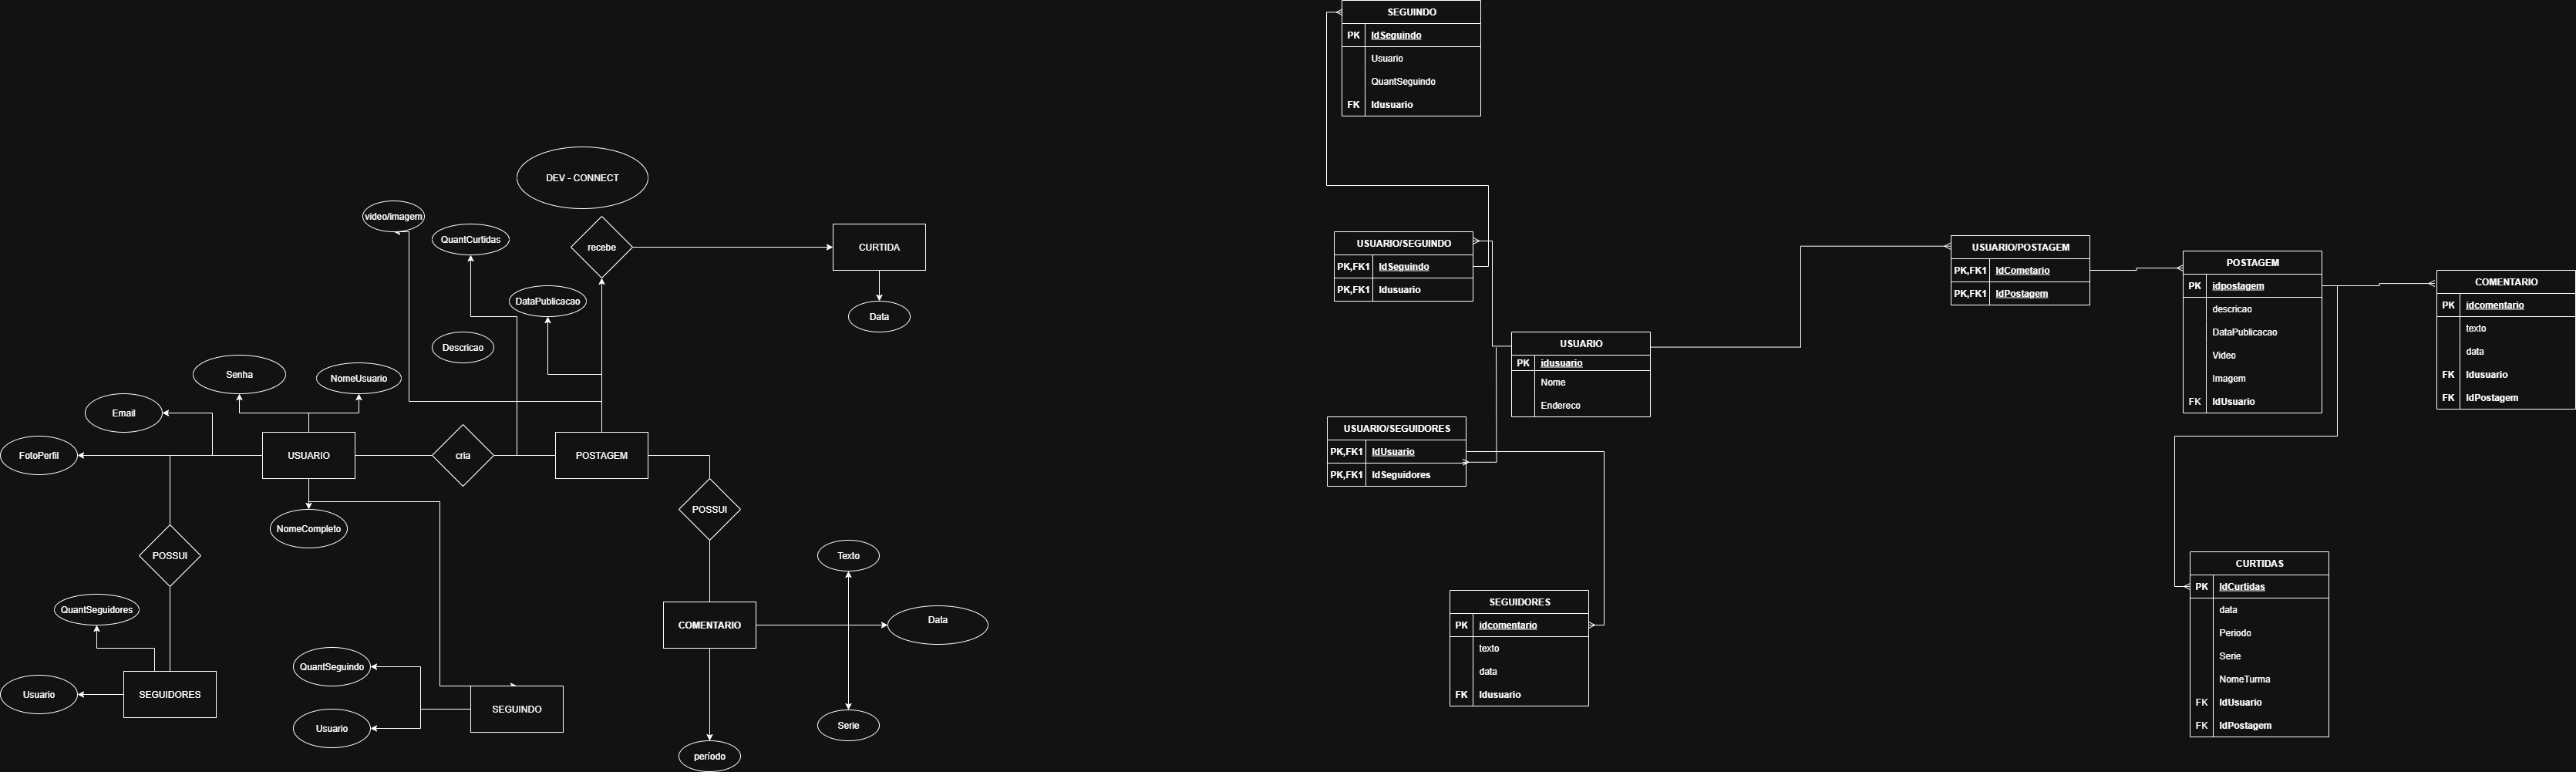 DEV - CONNECT
video/imagem
QuantCurtidas
recebe
CURTIDA
DataPublicacao
Data
Descricao
Senha
NomeUsuario
Email
FotoPerfil
USUARIO
cria
POSTAGEM
POSSUI
NomeCompleto
POSSUI
Texto
QuantSeguidores
COMENTARIO
Data
QuantSeguindo
Usuario
SEGUIDORES
SEGUINDO
Usuario
Serie
período
SEGUINDO
PK IdSeguindo
Usuario
QuantSeguindo
FK Idusuario
USUARIO/SEGUINDO
PK,FK1 IdSeguindo
PK,FK1 Idusuario
USUARIO
PK idusuario
Nome
Endereco
USUARIO/SEGUIDORES
PK,FK1 IdUsuario
PK,FK1 IdSeguidores
SEGUIDORES
PK idcomentario
texto
data
FK Idusuario
USUARIO/POSTAGEM
PK,FK1 IdCometario
PK,FK1 IdPostagem
POSTAGEM
PK idpostagem
descricao
DataPublicacao
Video
Imagem
FK IdUsuario
COMENTARIO
PK idcomentario
texto
data
FK Idusuario
FK IdPostagem
CURTIDAS
PK IdCurtidas
data
Periodo
Serie
NomeTurma
FK IdUsuario
FK IdPostagem